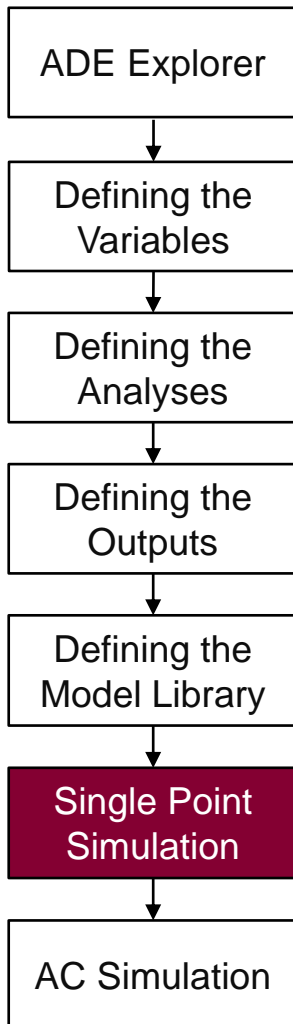 ADE Explorer
Defining the
Variables
Defining the
Analyses
Defining the
Outputs
Defining the
Model Library
Single Point
Simulation
AC Simulation